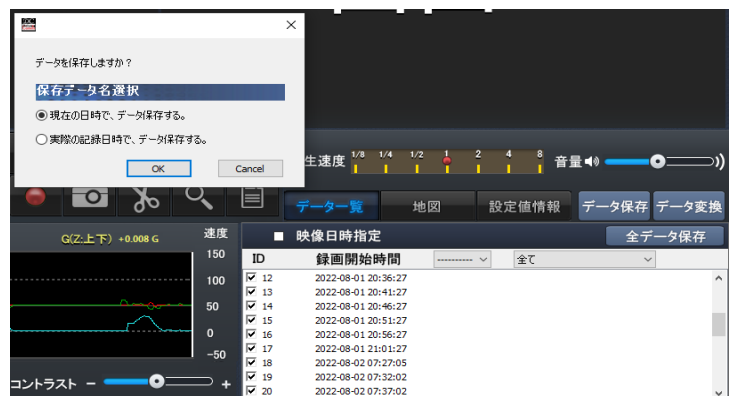 データを保存しますか？
保存データ名選択
現在の日時で、データ保存する。
実際の記録日時で、データ保存する。
OK Cancel
生速度 1/8 1/4 1/2 1 2 4 8 音量
データ一覧 地図 設定値情報 データ保存 データ変換
G(Z:上下) +0.008 G 速度
150
100
50
0
-50
コントラスト - +
映像日時指定 全データ保存
ID 録画開始時間 ---------- 全て
12 2022-08-01 20:36:27
13 2022-08-01 20:41:27
14 2022-08-01 20:46:27
15 2022-08-01 20:51:27
16 2022-08-01 20:56:27
17 2022-08-01 21:01:27
18 2022-08-02 07:27:05
19 2022-08-02 07:32:02
20 2022-08-02 07:37:02